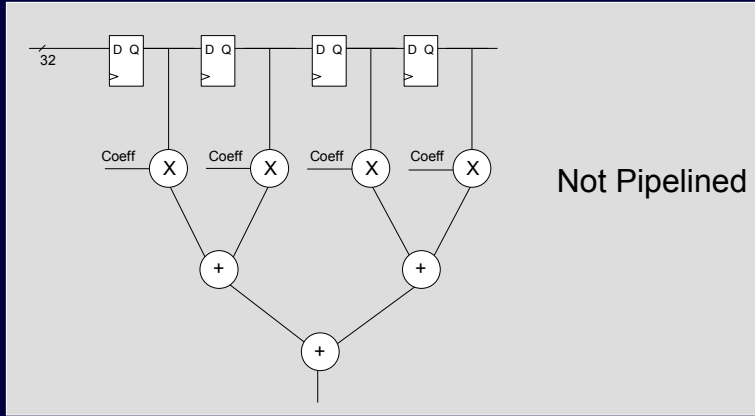 D Q D Q D Q D Q
32
Coeff X Coeff X Coeff X Coeff X
Not Pipelined
+ +
+